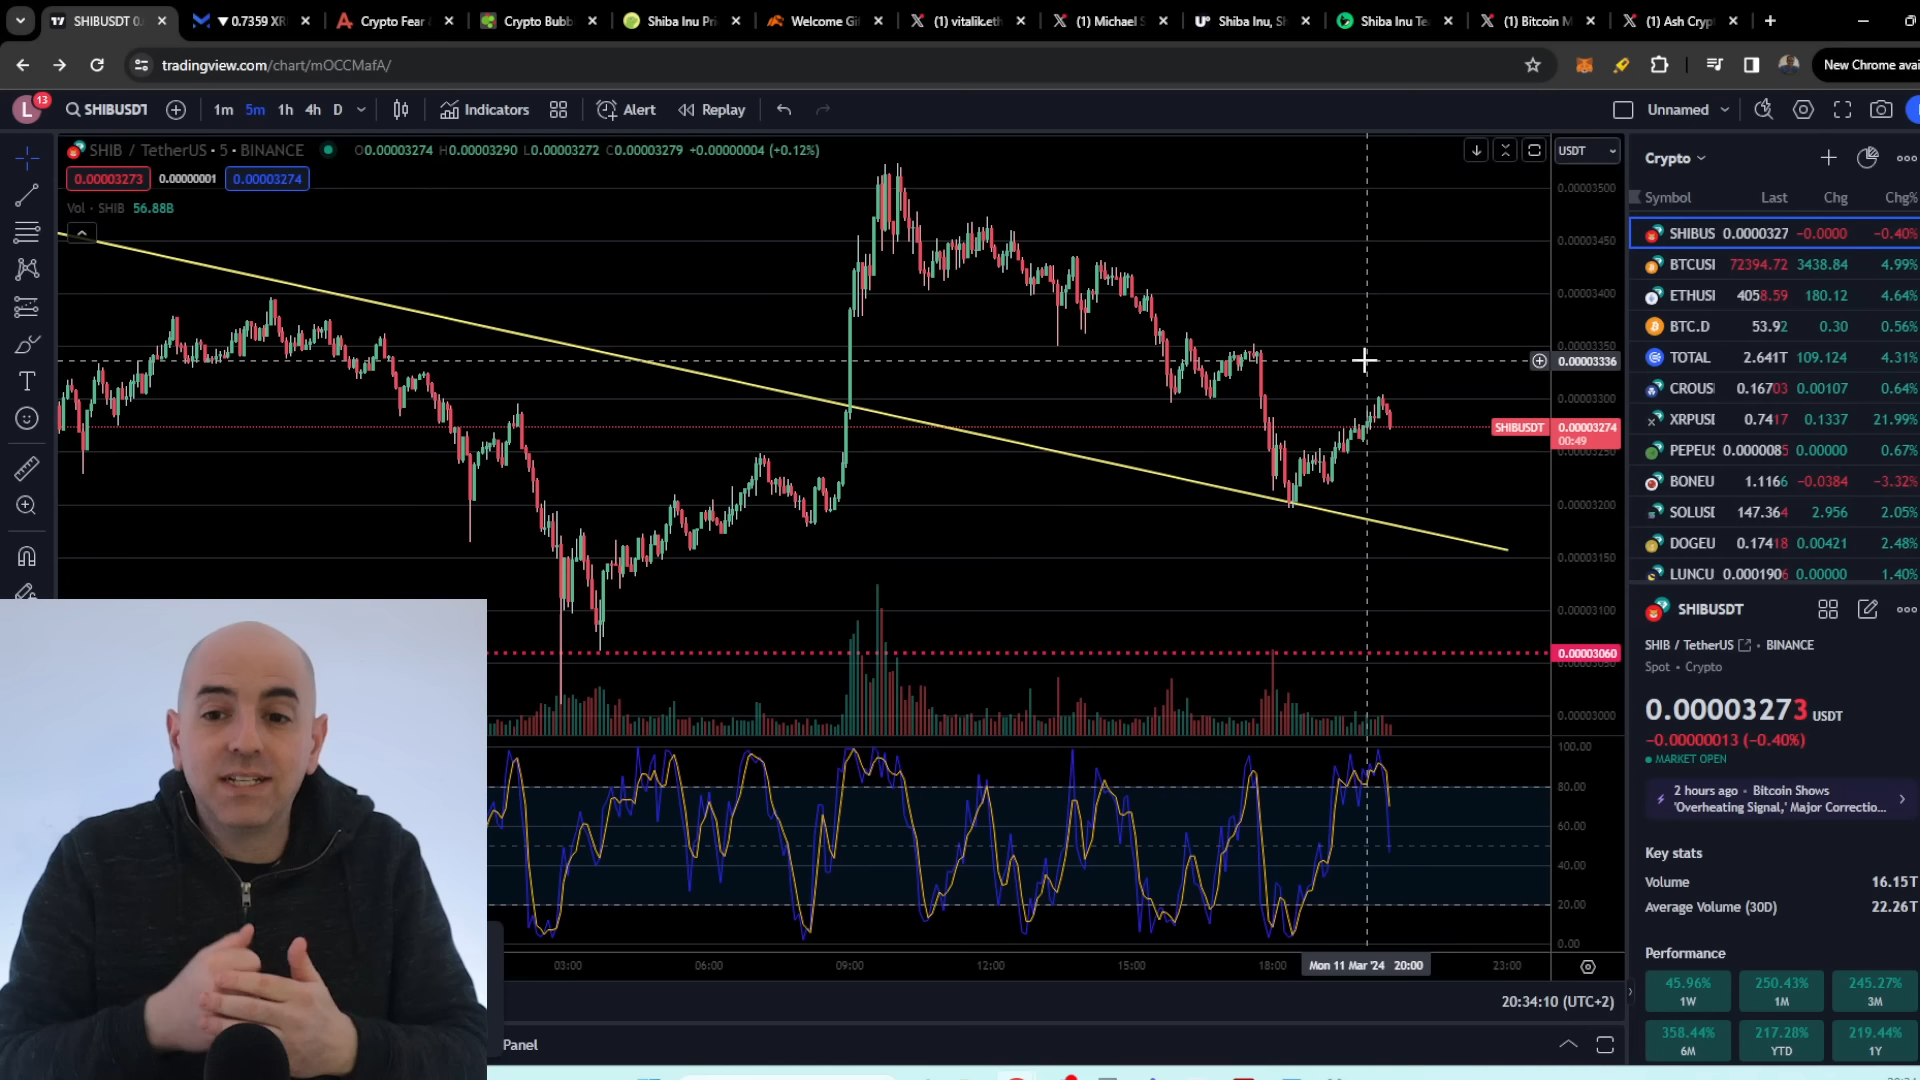 SHIBUSDT 0.
▼ 0.7359 XR
Crypto Fear
Crypto Bubb
Shiba Inu Pri
Welcome Gif
(1) vitalik.eth
(1) Michael S
Shiba Inu, Sh
Shiba Inu Te
(1) Bitcoin M
(1) Ash Cryp
tradingview.com/chart/mOCCMafA/
New Chrome avai
L 13 SHIBUSDT 1m 5m 1h 4h D Indicators Alert Replay Unnamed
SHIB / TetherUS • 5 • BINANCE O0.00003274 H0.00003290 L0.00003272 C0.00003279 +0.00000004 (+0.12%)
0.00003273 0.00000001 0.00003274
Vol • SHIB 56.88B
USDT
0.00003500
0.00003450
0.00003400
0.00003350
0.00003336
0.00003300
SHIBUSDT 0.00003274
00:49
0.00003250
0.00003200
0.00003150
0.00003100
0.00003060
0.00003050
0.00003000
100.00
80.00
60.00
40.00
20.00
0.00
03:00 06:00 09:00 12:00 15:00 18:00 Mon 11 Mar '24 20:00 23:00
20:34:10 (UTC+2)
Panel
Crypto
Symbol Last Chg Chg%
SHIBUS 0.0000327 −0.0000 −0.40%
BTCUSI 72394.72 3438.84 4.99%
ETHUSI 4058.59 180.12 4.64%
BTC.D 53.92 0.30 0.56%
TOTAL 2.641T 109.124 4.31%
CROUSI 0.16703 0.00107 0.64%
XRPUSI 0.7417 0.1337 21.99%
PEPEUS 0.0000085 0.00000 0.67%
BONEU 1.1166 −0.0384 −3.32%
SOLUSI 147.364 2.956 2.05%
DOGEU 0.17418 0.00421 2.48%
LUNCU 0.0001906 0.00000 1.40%
SHIBUSDT
SHIB / TetherUS • BINANCE
Spot • Crypto
0.00003273 USDT
−0.00000013 (−0.40%)
MARKET OPEN
2 hours ago • Bitcoin Shows
'Overheating Signal,' Major Correctio...
Key stats
Volume 16.15T
Average Volume (30D) 22.26T
Performance
45.96% 250.43% 245.27%
1W 1M 3M
358.44% 217.28% 219.44%
6M YTD 1Y